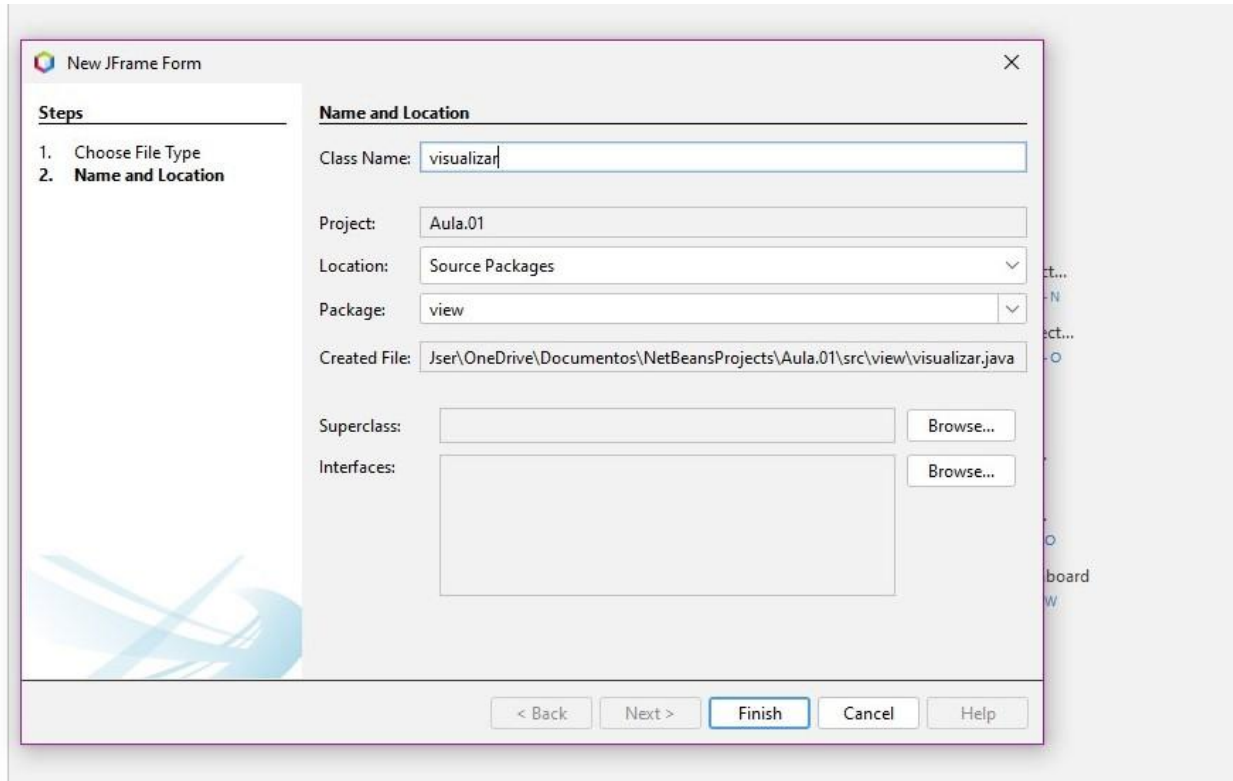 New JFrame Form
Steps
1. Choose File Type
2. Name and Location
Name and Location
Class Name: visualizar
Project: Aula.01
Location: Source Packages
Package: view
Created File: Jser\OneDrive\Documentos\NetBeansProjects\Aula.01\src\view\visualizar.java
Superclass: Browse...
Interfaces: Browse...
< Back Next > Finish Cancel Help
ct...
- N
ect...
- O
O
board
W